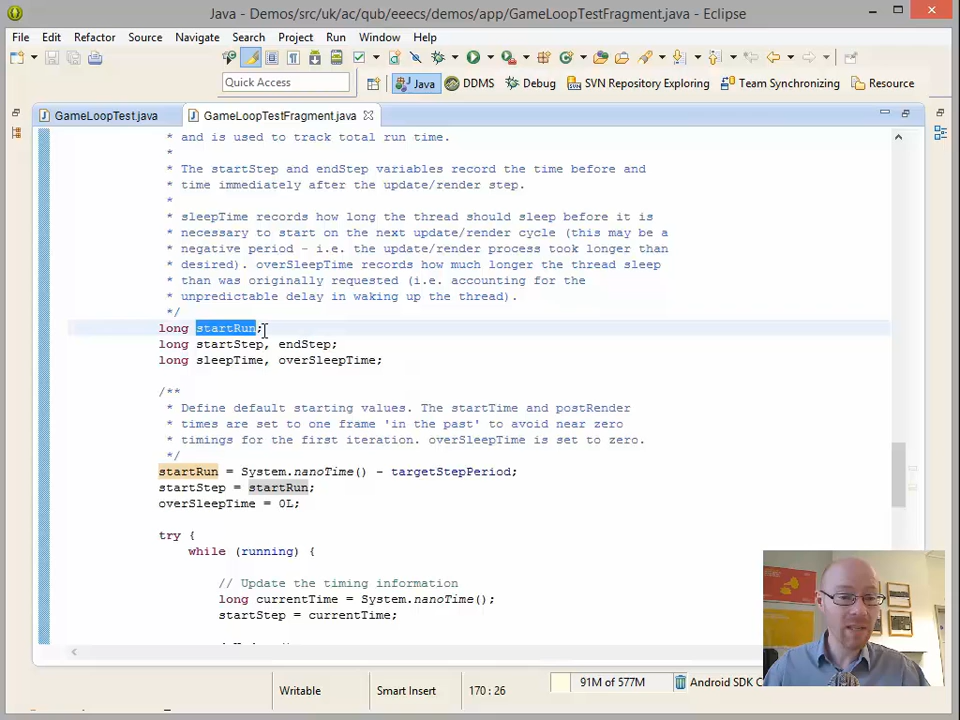 Java - Demos/src/uk/ac/qub/eeecs/demos/app/GameLoopTestFragment.java - Eclipse
File Edit Refactor Source Navigate Search Project Run Window Help
Quick Access Java DDMS Debug SVN Repository Exploring Team Synchronizing Resource
GameLoopTest.java GameLoopTestFragment.java
* and is used to track total run time.
*
* The startStep and endStep variables record the time before and
* time immediately after the update/render step.
*
* sleepTime records how long the thread should sleep before it is
* necessary to start on the next update/render cycle (this may be a
* negative period - i.e. the update/render process took longer than
* desired). overSleepTime records how much longer the thread sleep
* than was originally requested (i.e. accounting for the
* unpredictable delay in waking up the thread).
*/
long startRun;
long startStep, endStep;
long sleepTime, overSleepTime;
/**
* Define default starting values. The startTime and postRender
* times are set to one frame 'in the past' to avoid near zero
* timings for the first iteration. overSleepTime is set to zero.
*/
startRun = System.nanoTime() - targetStepPeriod;
startStep = startRun;
overSleepTime = 0L;
try {
while (running) {
// Update the timing information
long currentTime = System.nanoTime();
startStep = currentTime;
Writable Smart Insert 170 : 26 91M of 577M Android SDK C